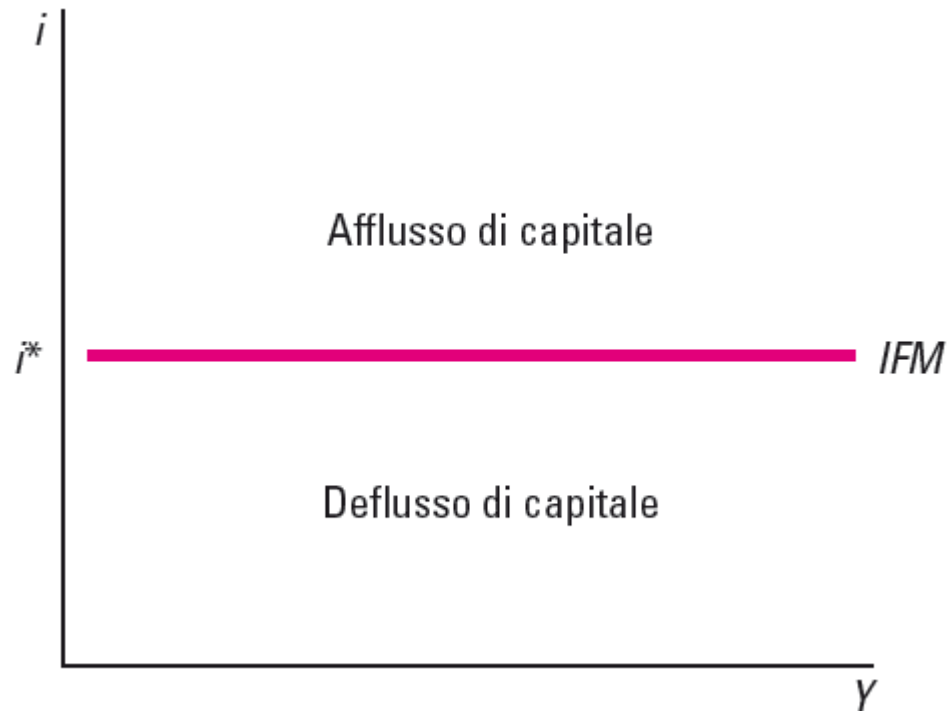 i
Afflusso di capitale
i*
IFM
Deflusso di capitale
Y